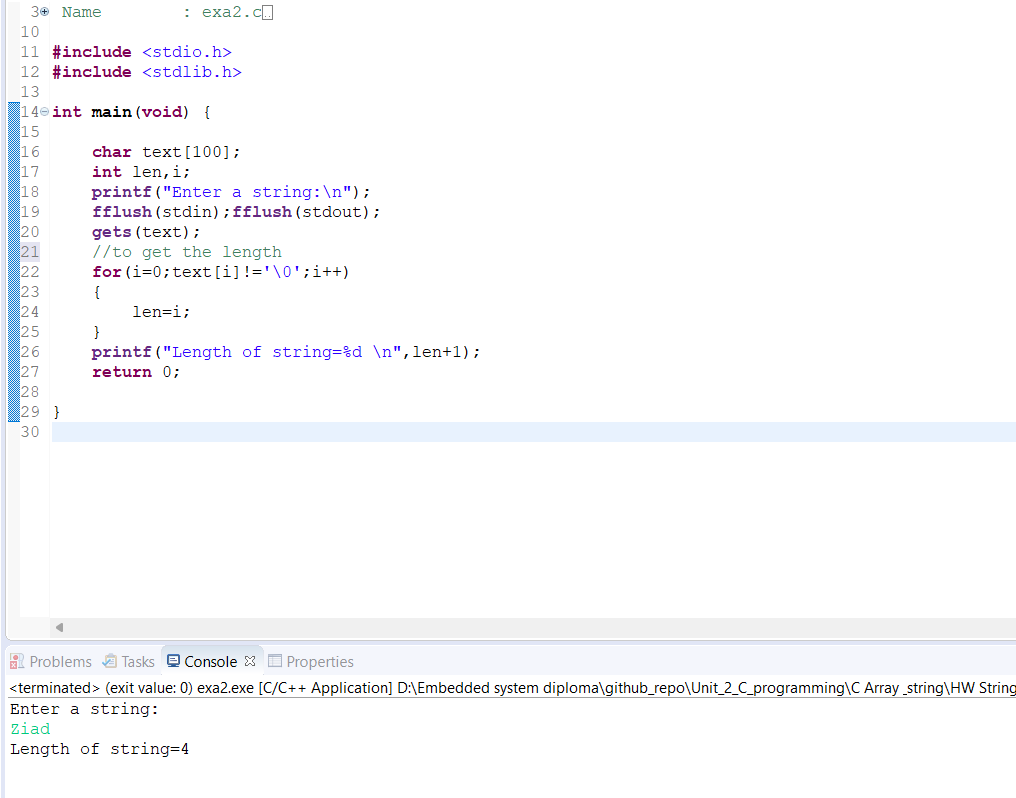 3 Name        : exa2.c
10
11 #include <stdio.h>
12 #include <stdlib.h>
13
14 int main(void) {
15
16     char text[100];
17     int len,i;
18     printf("Enter a string:\n");
19     fflush(stdin);fflush(stdout);
20     gets(text);
21     //to get the length
22     for(i=0;text[i]!='\0';i++)
23     {
24         len=i;
25     }
26     printf("Length of string=%d \n",len+1);
27     return 0;
28
29 }
30
Problems Tasks Console Properties
<terminated> (exit value: 0) exa2.exe [C/C++ Application] D:\Embedded system diploma\github_repo\Unit_2_C_programming\C Array _string\HW String
Enter a string:
Ziad
Length of string=4